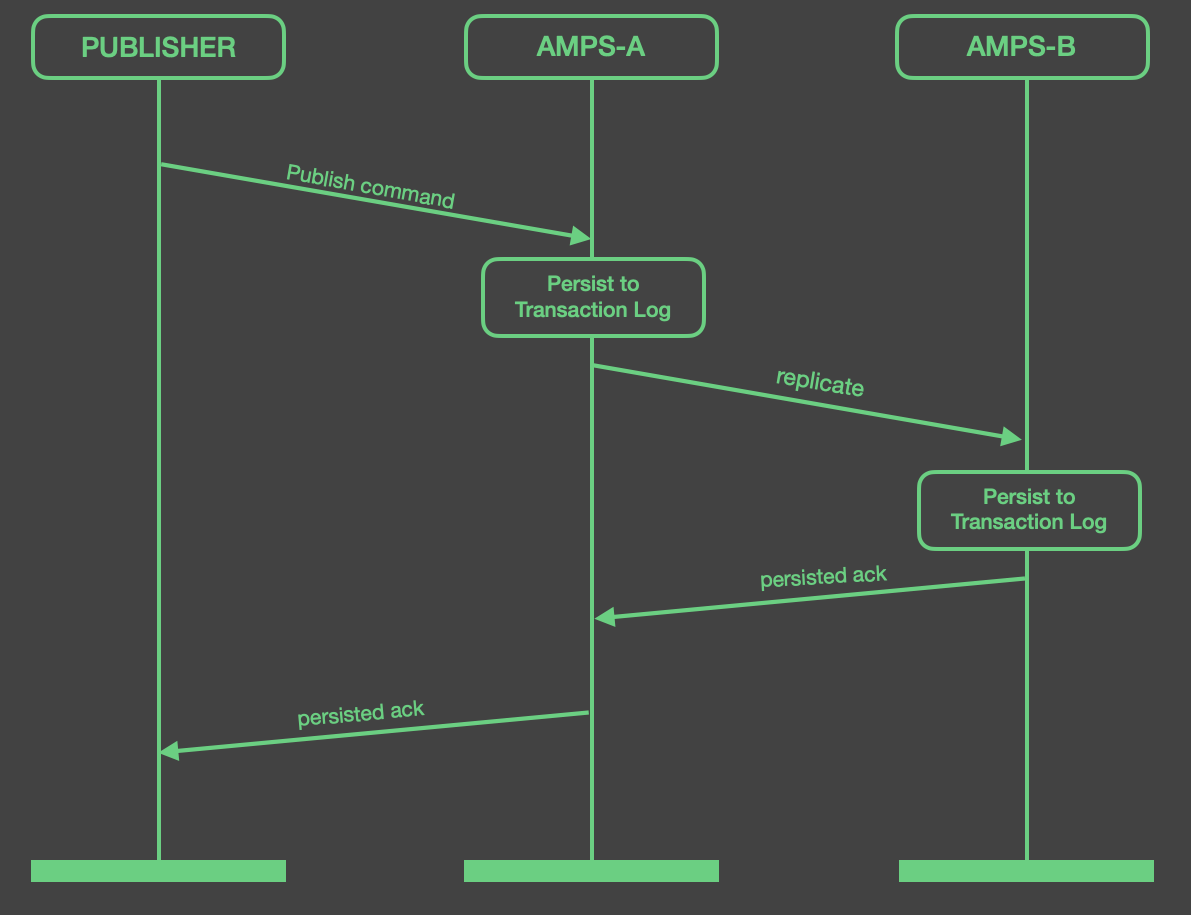 PUBLISHER
AMPS-A
AMPS-B
Publish command
Persist to
Transaction Log
replicate
Persist to
Transaction Log
persisted ack
persisted ack